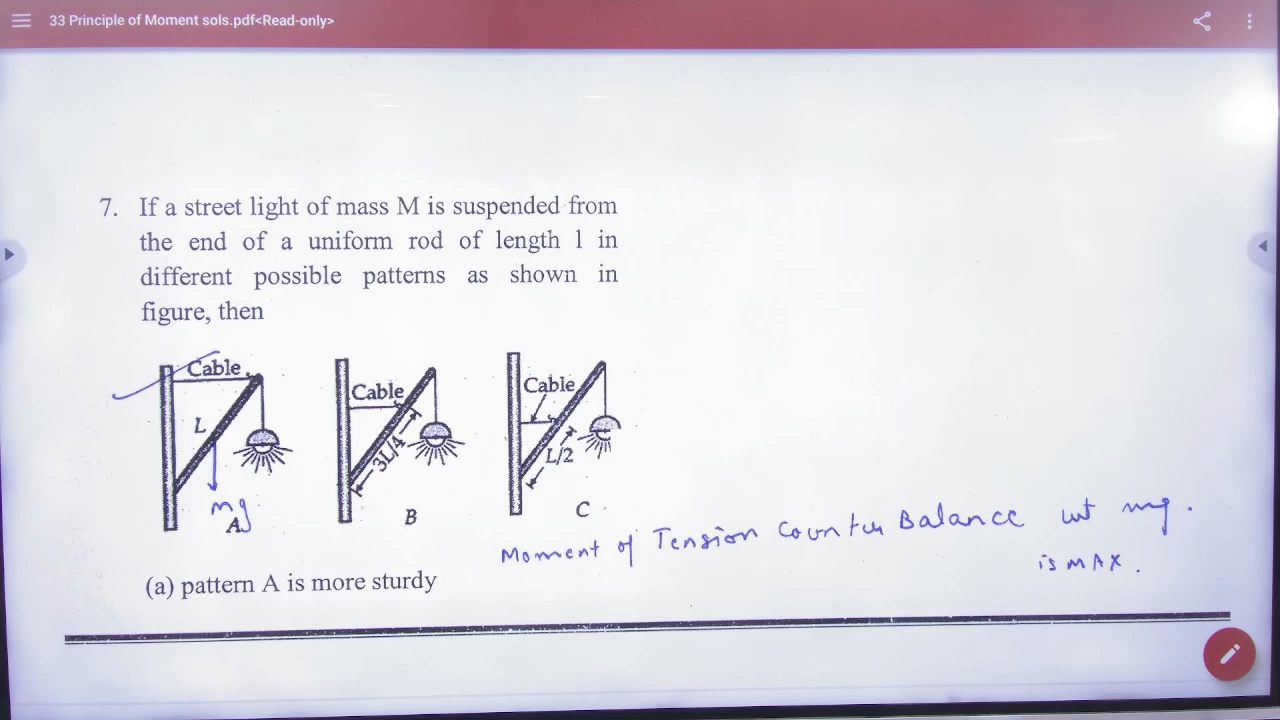 33 Principle of Moment sols.pdf<Read-only>
7. If a street light of mass M is suspended from
the end of a uniform rod of length l in
different possible patterns as shown in
figure, then
Cable
L
mg
A
Cable
3L/4
B
Cable
L/2
C
Moment of Tension Counter Balance wt mg.
is MAX.
(a) pattern A is more sturdy